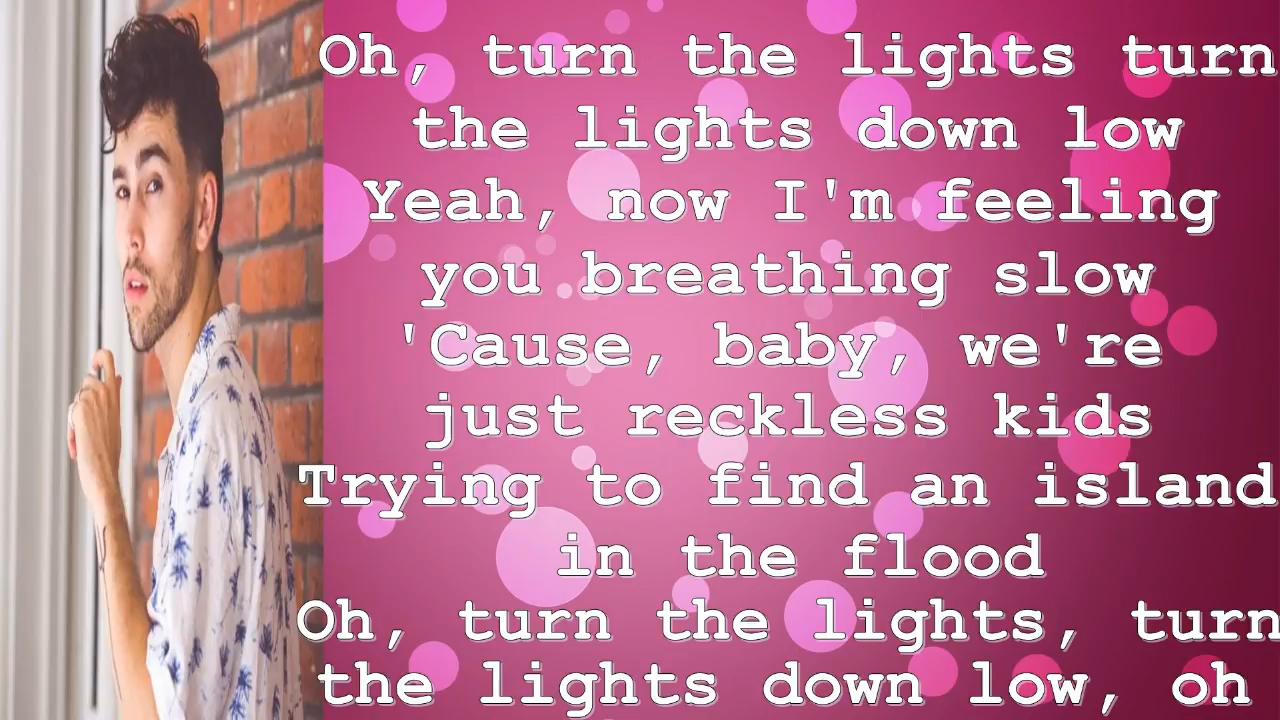 Oh, turn the lights turn
the lights down low
Yeah, now I'm feeling
you breathing slow
'Cause, baby, we're
just reckless kids
Trying to find an island
in the flood
Oh, turn the lights, turn
the lights down low, oh